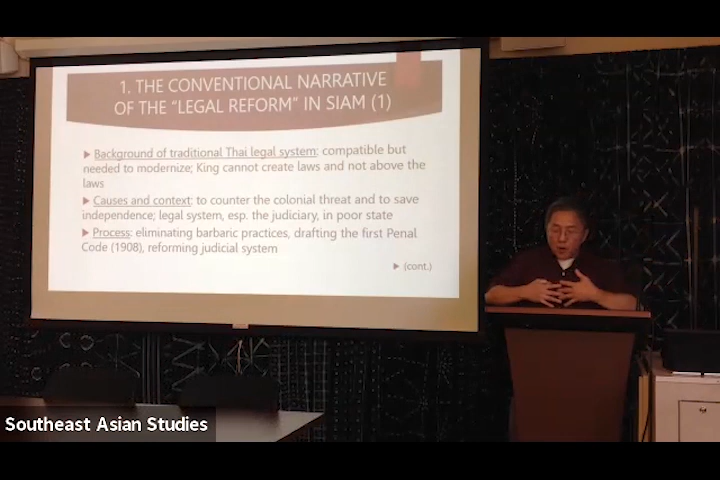 1. THE CONVENTIONAL NARRATIVE
OF THE "LEGAL REFORM" IN SIAM (1)
Background of traditional Thai legal system: compatible but
needed to modernize; King cannot create laws and not above the
laws
Causes and context: to counter the colonial threat and to save
independence; legal system, esp. the judiciary, in poor state
Process: eliminating barbaric practices, drafting the first Penal
Code (1908), reforming judicial system
(cont.)
Southeast Asian Studies